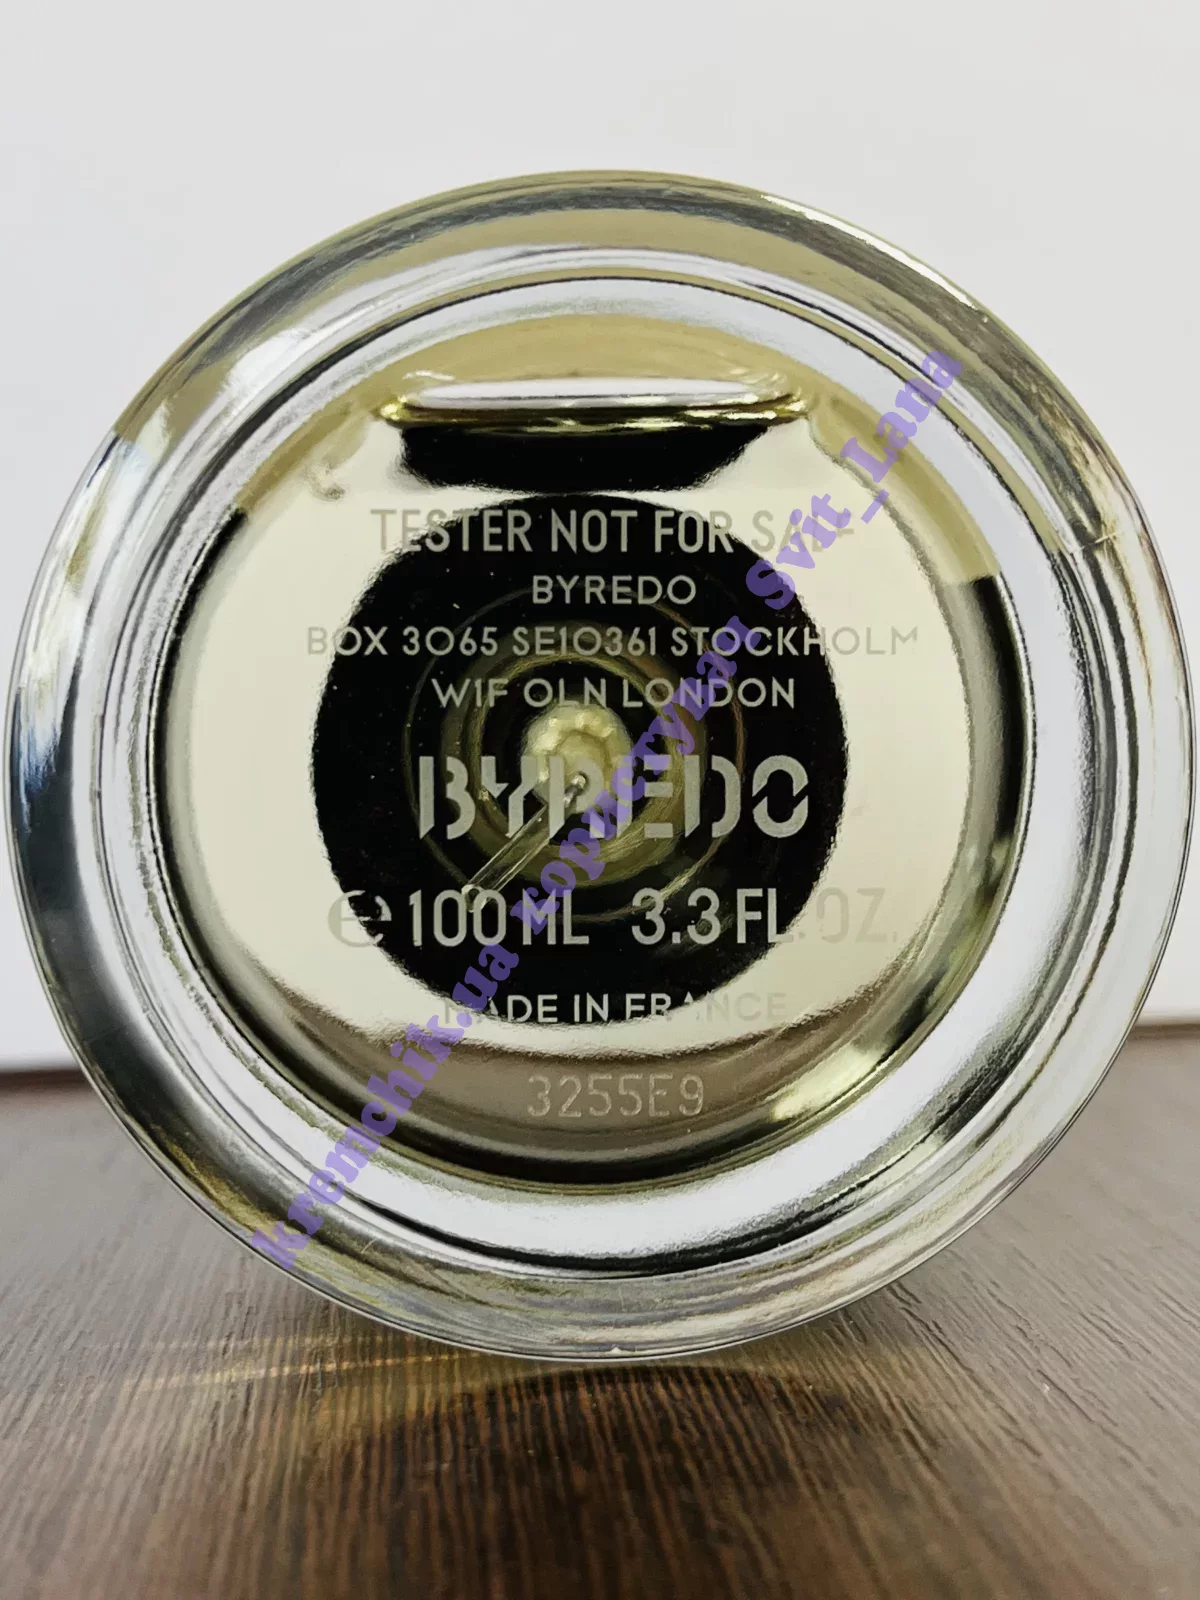 TESTER NOT FOR SALE
BYREDO
BOX 3065 SE10361 STOCKHOLM
W1F 0LN LONDON
BYREDO
℮ 100 ML 3.3 FL. OZ.
MADE IN FRANCE
3255E9
kremchik.ua користувач Svit_Lana